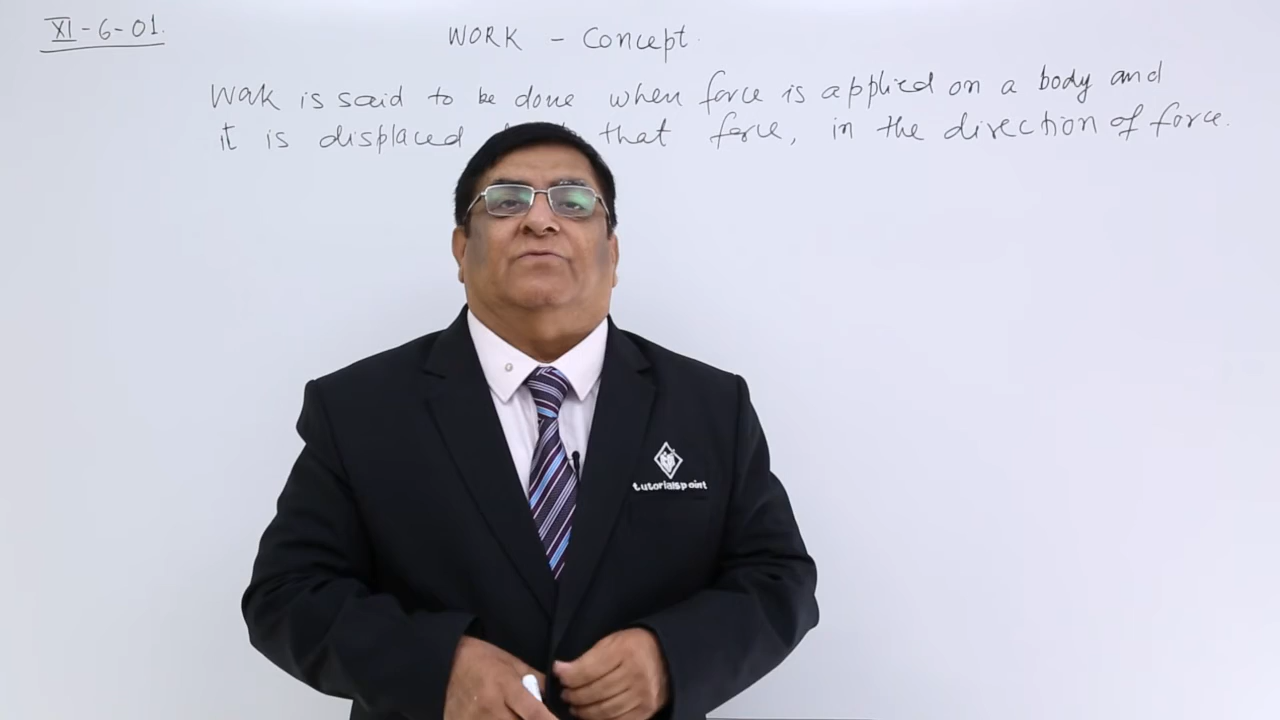 XI-6-01.
WORK - Concept.
Work is said to be done when force is applied on a body and
it is displaced that force, in the direction of force.
tutorialspoint